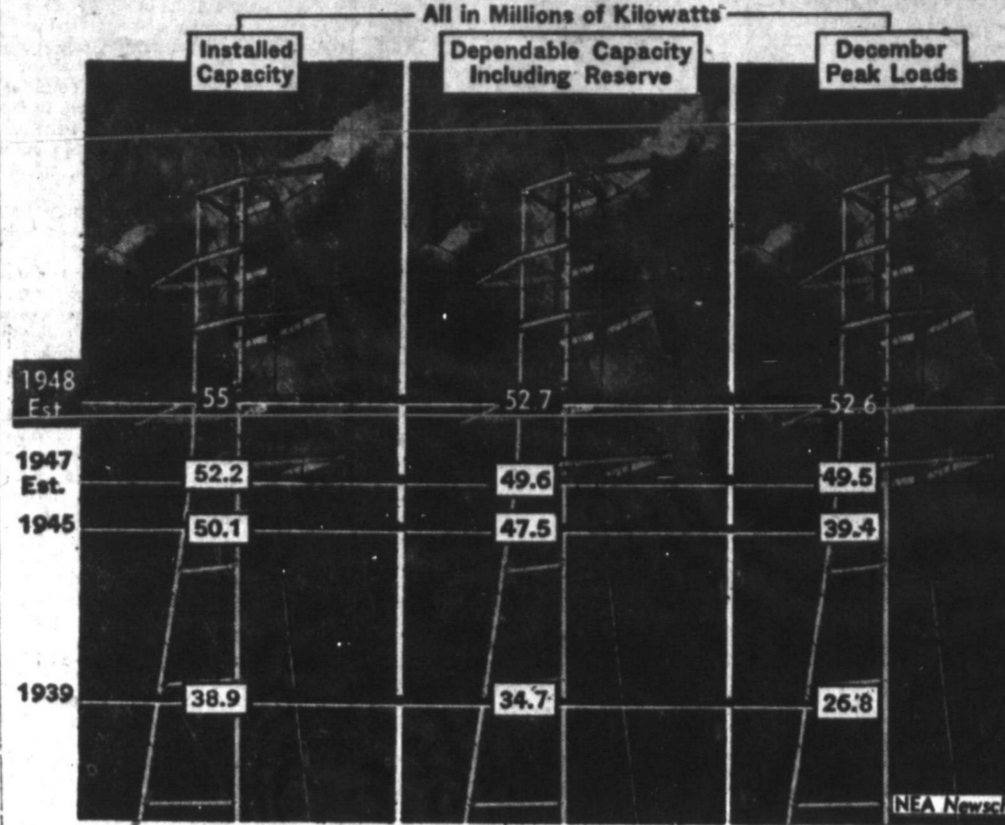 All in Millions of Kilowatts
Installed
Capacity
Dependable Capacity
Including Reserve
December
Peak Loads
1948
Est
55
52.7
52.6
1947
Est.
52.2
49.6
49.5
1945
50.1
47.5
39.4
1939
38.9
34.7
26.8
NEA Newsc